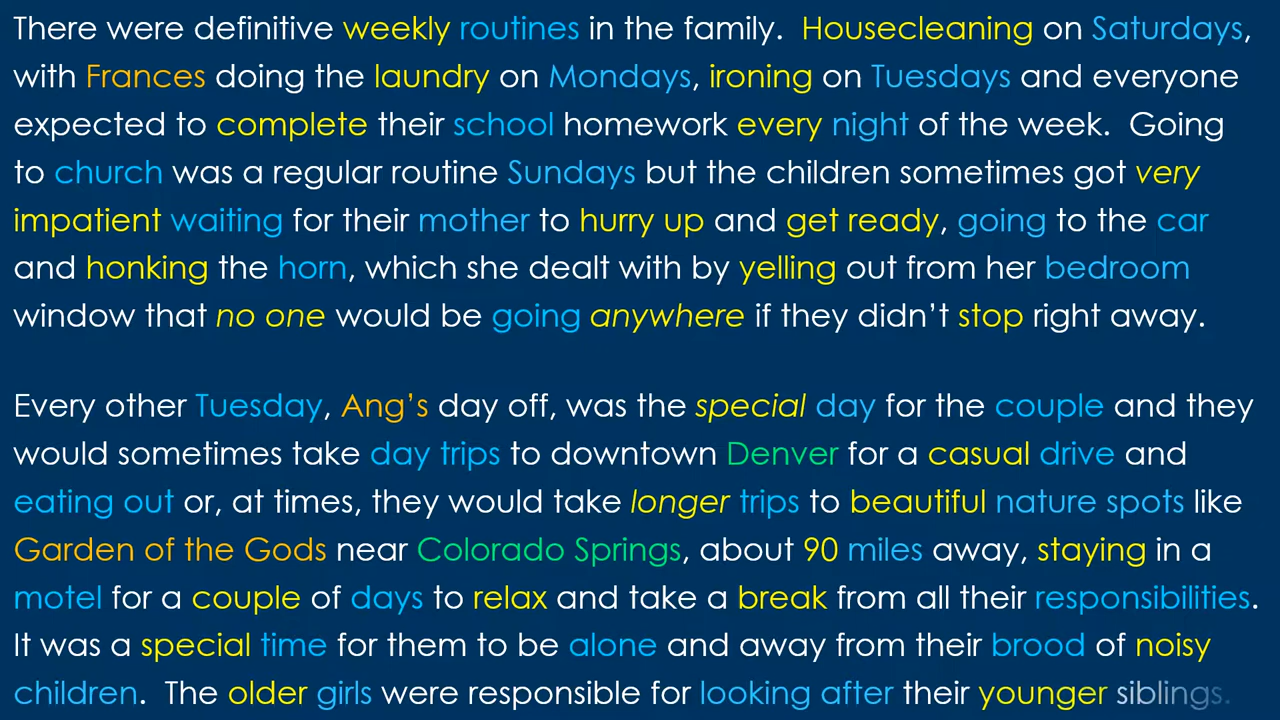 There were definitive weekly routines in the family.  Housecleaning on Saturdays,
with Frances doing the laundry on Mondays, ironing on Tuesdays and everyone
expected to complete their school homework every night of the week.  Going
to church was a regular routine Sundays but the children sometimes got very
impatient waiting for their mother to hurry up and get ready, going to the car
and honking the horn, which she dealt with by yelling out from her bedroom
window that no one would be going anywhere if they didn’t stop right away.
Every other Tuesday, Ang’s day off, was the special day for the couple and they
would sometimes take day trips to downtown Denver for a casual drive and
eating out or, at times, they would take longer trips to beautiful nature spots like
Garden of the Gods near Colorado Springs, about 90 miles away, staying in a
motel for a couple of days to relax and take a break from all their responsibilities.
It was a special time for them to be alone and away from their brood of noisy
children.  The older girls were responsible for looking after their younger siblings.